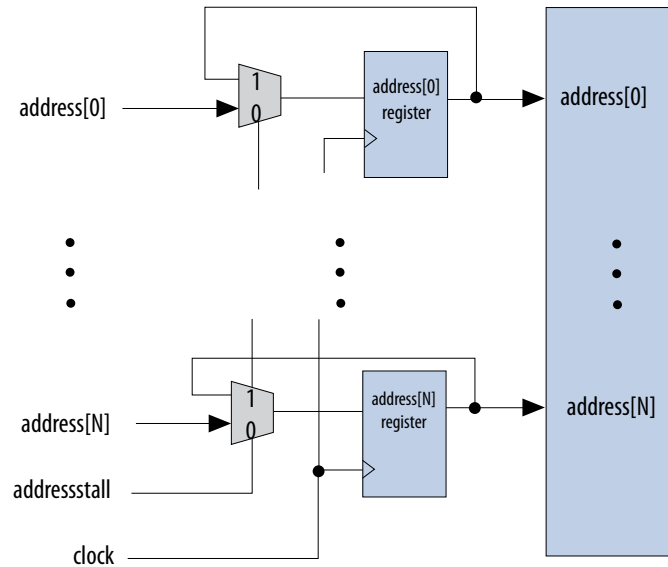 1
address[0]
0
address[0]
register
address[0]
1
address[N]
0
address[N]
register
address[N]
addressstall
clock